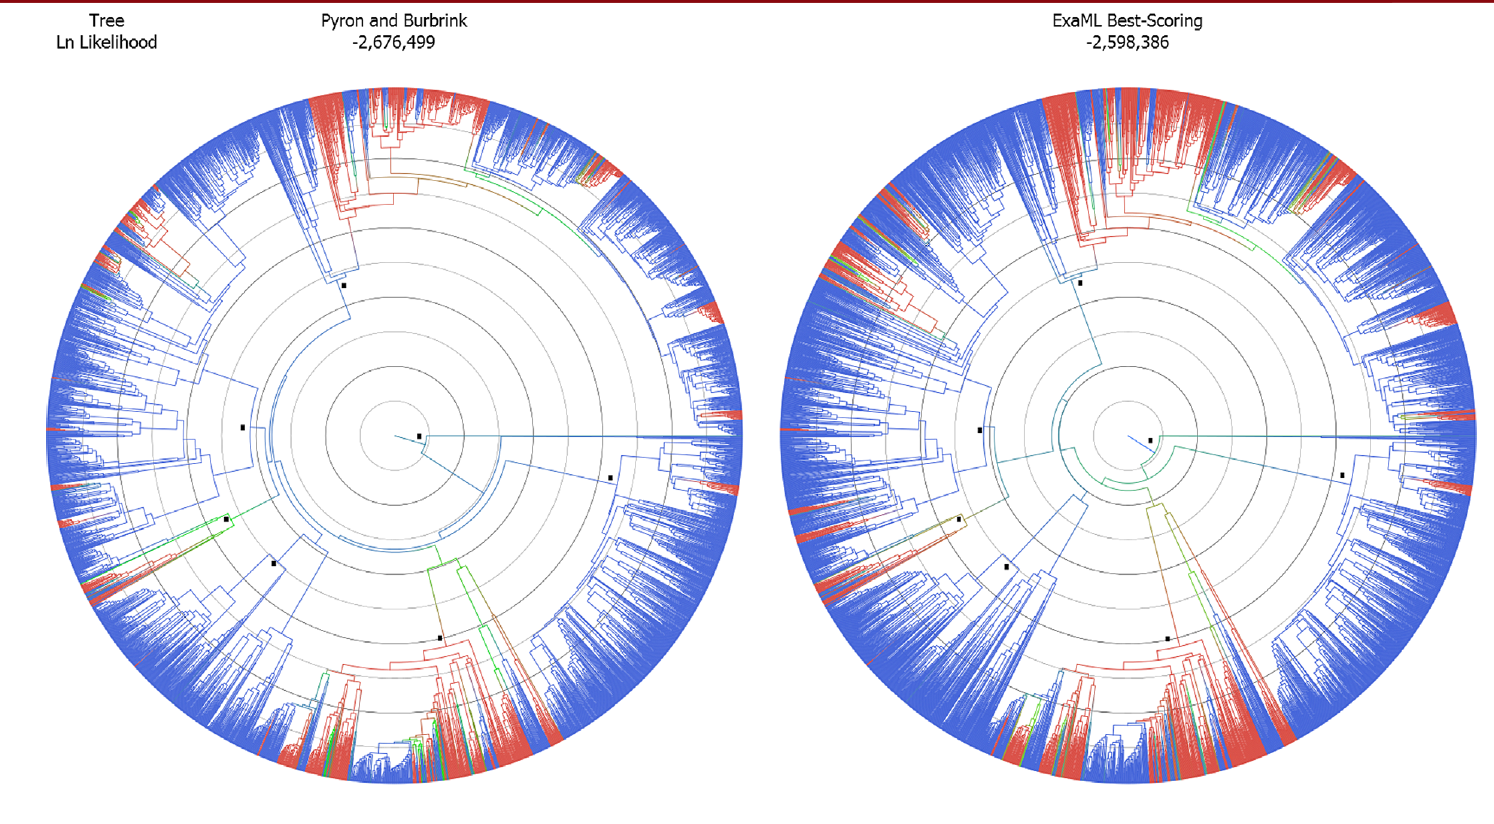 Tree
Pyron and Burbrink
ExaML Best-Scoring
Ln Likelihood
-2,676,499
-2,598,386